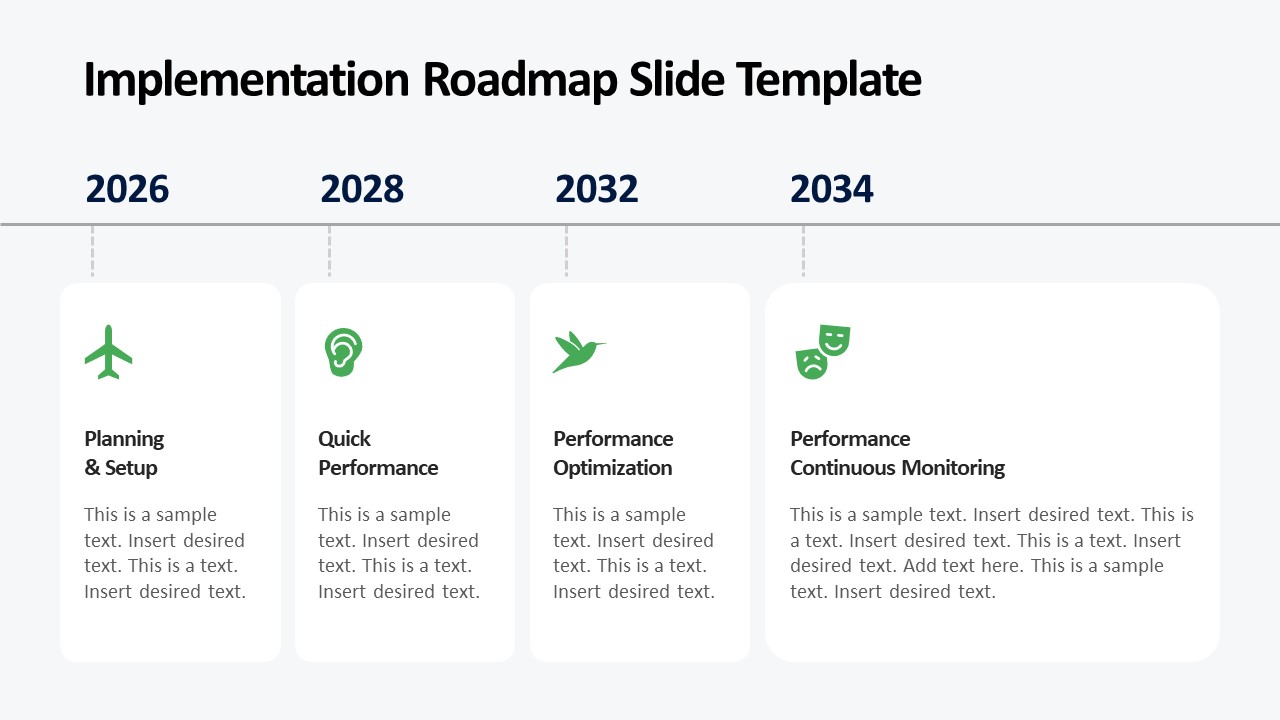 Implementation Roadmap Slide Template
2026
2028
2032
2034
Planning
& Setup
This is a sample
text. Insert desired
text. This is a text.
Insert desired text.
Quick
Performance
This is a sample
text. Insert desired
text. This is a text.
Insert desired text.
Performance
Optimization
This is a sample
text. Insert desired
text. This is a text.
Insert desired text.
Performance
Continuous Monitoring
This is a sample text. Insert desired text. This is
a text. Insert desired text. This is a text. Insert
desired text. Add text here. This is a sample
text. Insert desired text.